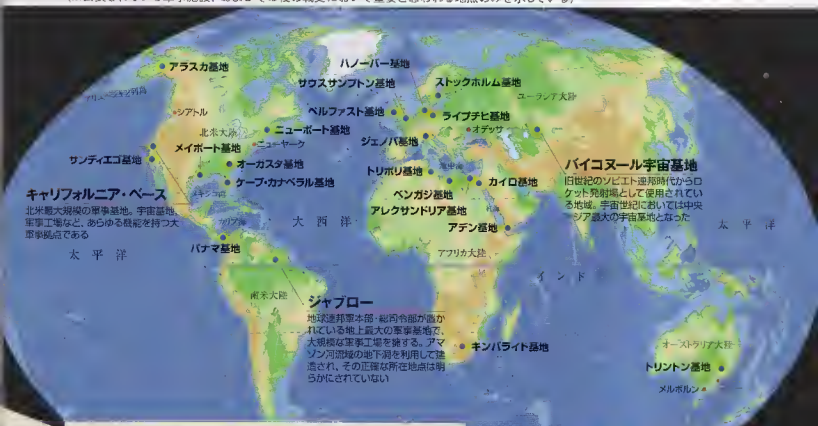 アラスカ基地
シアトル
北米大陸
ニューポート基地
ニューヤーク
メイポート基地
サンディエゴ基地
オーガスタ基地
ケープ・カナベラル基地
キャリフォルニア・ベース
北米最大規模の軍事基地。宇宙基地、
軍事工場など、あらゆる機能を持つ大
軍事拠点である
太平洋
パナマ基地
大西洋
南米大陸
ジャブロー
地球連邦軍本部・総司令部が置か
れている地上最大の軍事基地で、
大規模な軍事工場を擁する。アマ
ゾン河流域の地下洞を利用して建
造され、その正確な所在地点は明
らかにされていない
ハノーバー基地
サウスサンプトン基地
ストックホルム基地
ベルファスト基地
ユーラシア大陸
ライプチヒ基地
オデッサ
ジェノバ基地
トリポリ基地
カイロ基地
ベンガジ基地
アレクサンドリア基地
アデン基地
アフリカ大陸
キンバライト基地
バイコヌール宇宙基地
旧世紀のソビエト連邦時代からロ
ケット発射場として使用されてい
る地域。宇宙世紀においては中央
アジア最大の宇宙基地となった
太平洋
インド
オーストラリア大陸
トリントン基地
メルボルン